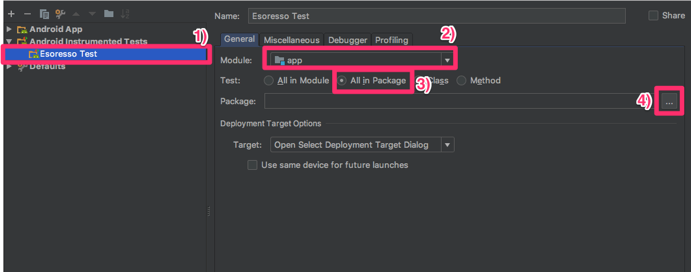 Name: Esoresso Test Share
Android App
Android Instrumented Tests
1)
Esoresso Test
Defaults
General Miscellaneous Debugger Profiling
2)
Module: app
Test: All in Module All in Package Class Method
3)
4)
Package: ...
Deployment Target Options
Target: Open Select Deployment Target Dialog
Use same device for future launches